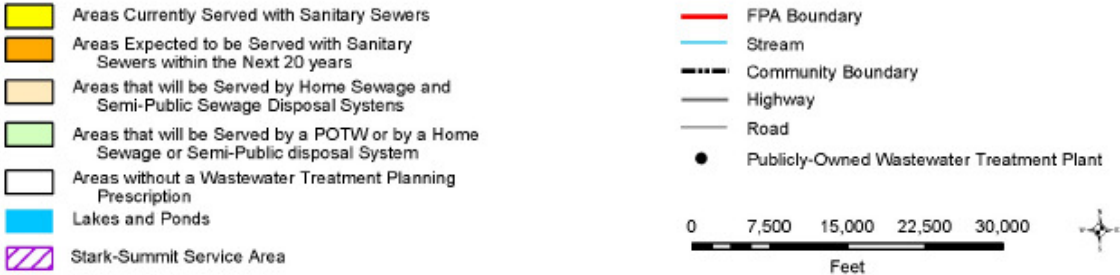 Areas Currently Served with Sanitary Sewers
Areas Expected to be Served with Sanitary
Sewers within the Next 20 years
Areas that will be Served by Home Sewage and
Semi-Public Sewage Disposal Systens
Areas that will be Served by a POTW or by a Home
Sewage or Semi-Public disposal System
Areas without a Wastewater Treatment Planning
Prescription
Lakes and Ponds
Stark-Summit Service Area
FPA Boundary
Stream
Community Boundary
Highway
Road
Publicly-Owned Wastewater Treatment Plant
0 7,500 15,000 22,500 30,000
Feet